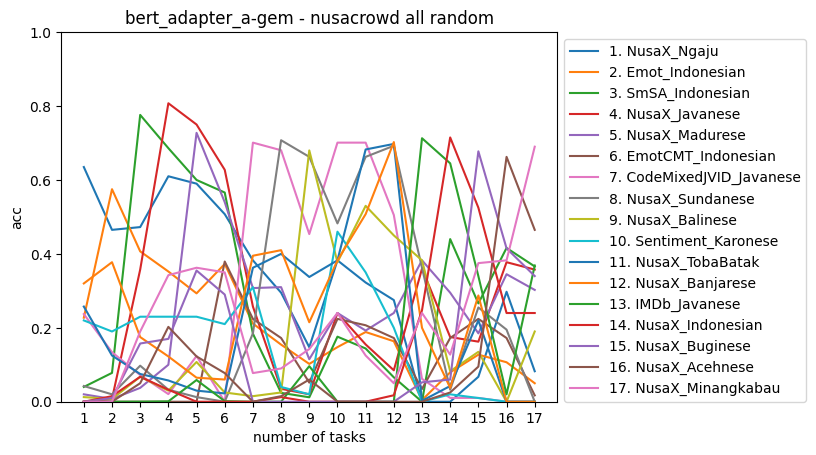 bert_adapter_a-gem - nusacrowd all random
1.0
0.8
0.6
0.4
0.2
0.0
acc
1 2 3 4 5 6 7 8 9 10 11 12 13 14 15 16 17
number of tasks
1. NusaX_Ngaju
2. Emot_Indonesian
3. SmSA_Indonesian
4. NusaX_Javanese
5. NusaX_Madurese
6. EmotCMT_Indonesian
7. CodeMixedJVID_Javanese
8. NusaX_Sundanese
9. NusaX_Balinese
10. Sentiment_Karonese
11. NusaX_TobaBatak
12. NusaX_Banjarese
13. IMDb_Javanese
14. NusaX_Indonesian
15. NusaX_Buginese
16. NusaX_Acehnese
17. NusaX_Minangkabau